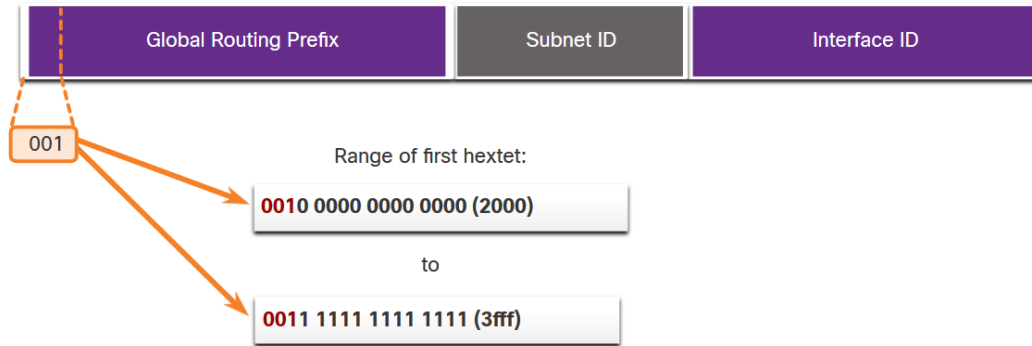 Global Routing Prefix Subnet ID Interface ID
001
Range of first hextet:
0010 0000 0000 0000 (2000)
to
0011 1111 1111 1111 (3fff)